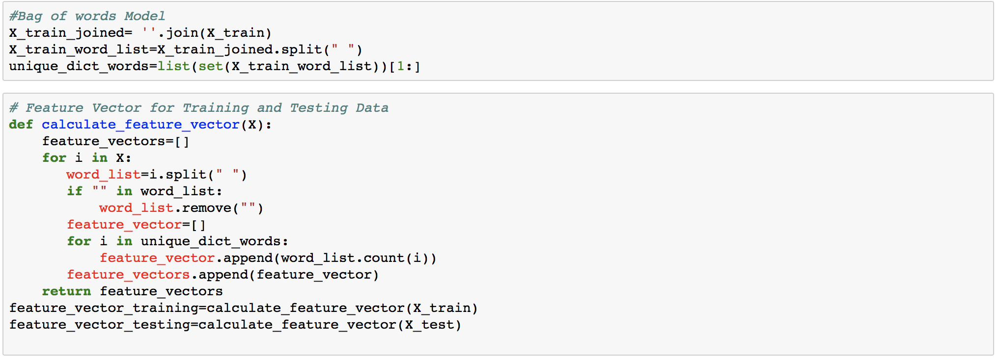 #Bag of words Model
X_train_joined= ''.join(X_train)
X_train_word_list=X_train_joined.split(" ")
unique_dict_words=list(set(X_train_word_list))[1:]
# Feature Vector for Training and Testing Data
def calculate_feature_vector(X):
    feature_vectors=[]
    for i in X:
       word_list=i.split(" ")
       if "" in word_list:
           word_list.remove("")
       feature_vector=[]
       for i in unique_dict_words:
           feature_vector.append(word_list.count(i))
       feature_vectors.append(feature_vector)
    return feature_vectors
feature_vector_training=calculate_feature_vector(X_train)
feature_vector_testing=calculate_feature_vector(X_test)